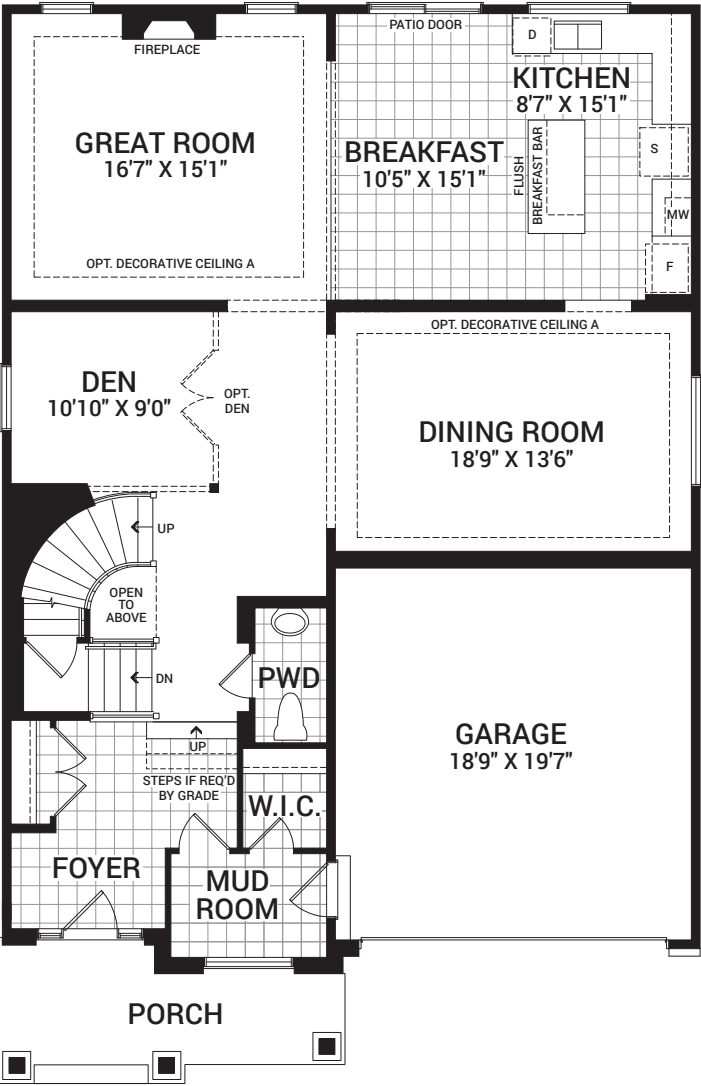 PATIO DOOR
D
FIREPLACE
KITCHEN
8'7" X 15'1"
GREAT ROOM
16'7" X 15'1"
BREAKFAST
10'5" X 15'1"
FLUSH
BREAKFAST BAR
S
MW
F
OPT. DECORATIVE CEILING A
OPT. DECORATIVE CEILING A
DEN
10'10" X 9'0"
OPT.
DEN
DINING ROOM
18'9" X 13'6"
UP
OPEN
TO
ABOVE
DN
PWD
UP
STEPS IF REQ'D
BY GRADE
GARAGE
18'9" X 19'7"
W.I.C.
FOYER
MUD
ROOM
PORCH